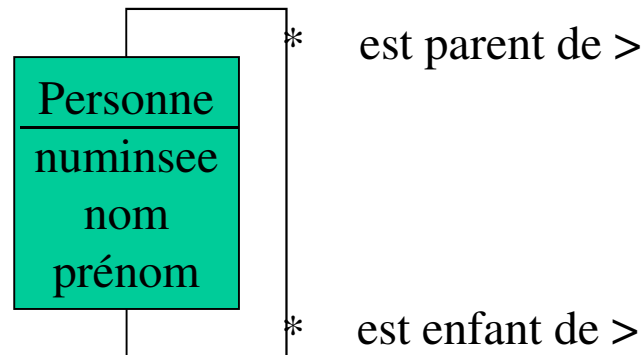 * est parent de >
Personne
numinsee
nom
prénom
* est enfant de >